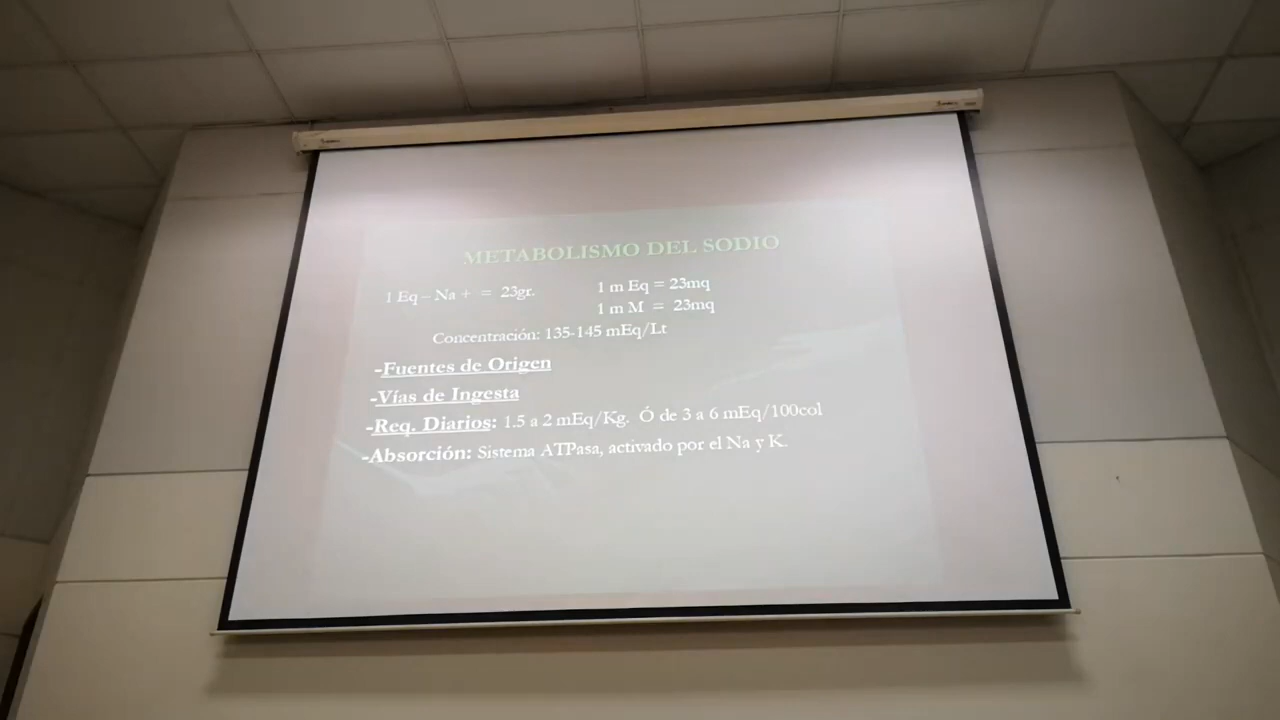 METABOLISMO DEL SODIO
1 Eq – Na + = 23gr. 1 m Eq = 23mq
1 m M = 23mq
Concentración: 135-145 mEq/Lt
-Fuentes de Origen
-Vías de Ingesta
-Req. Diarios: 1.5 a 2 mEq/Kg. Ó de 3 a 6 mEq/100col
-Absorción: Sistema ATPasa, activado por el Na y K.